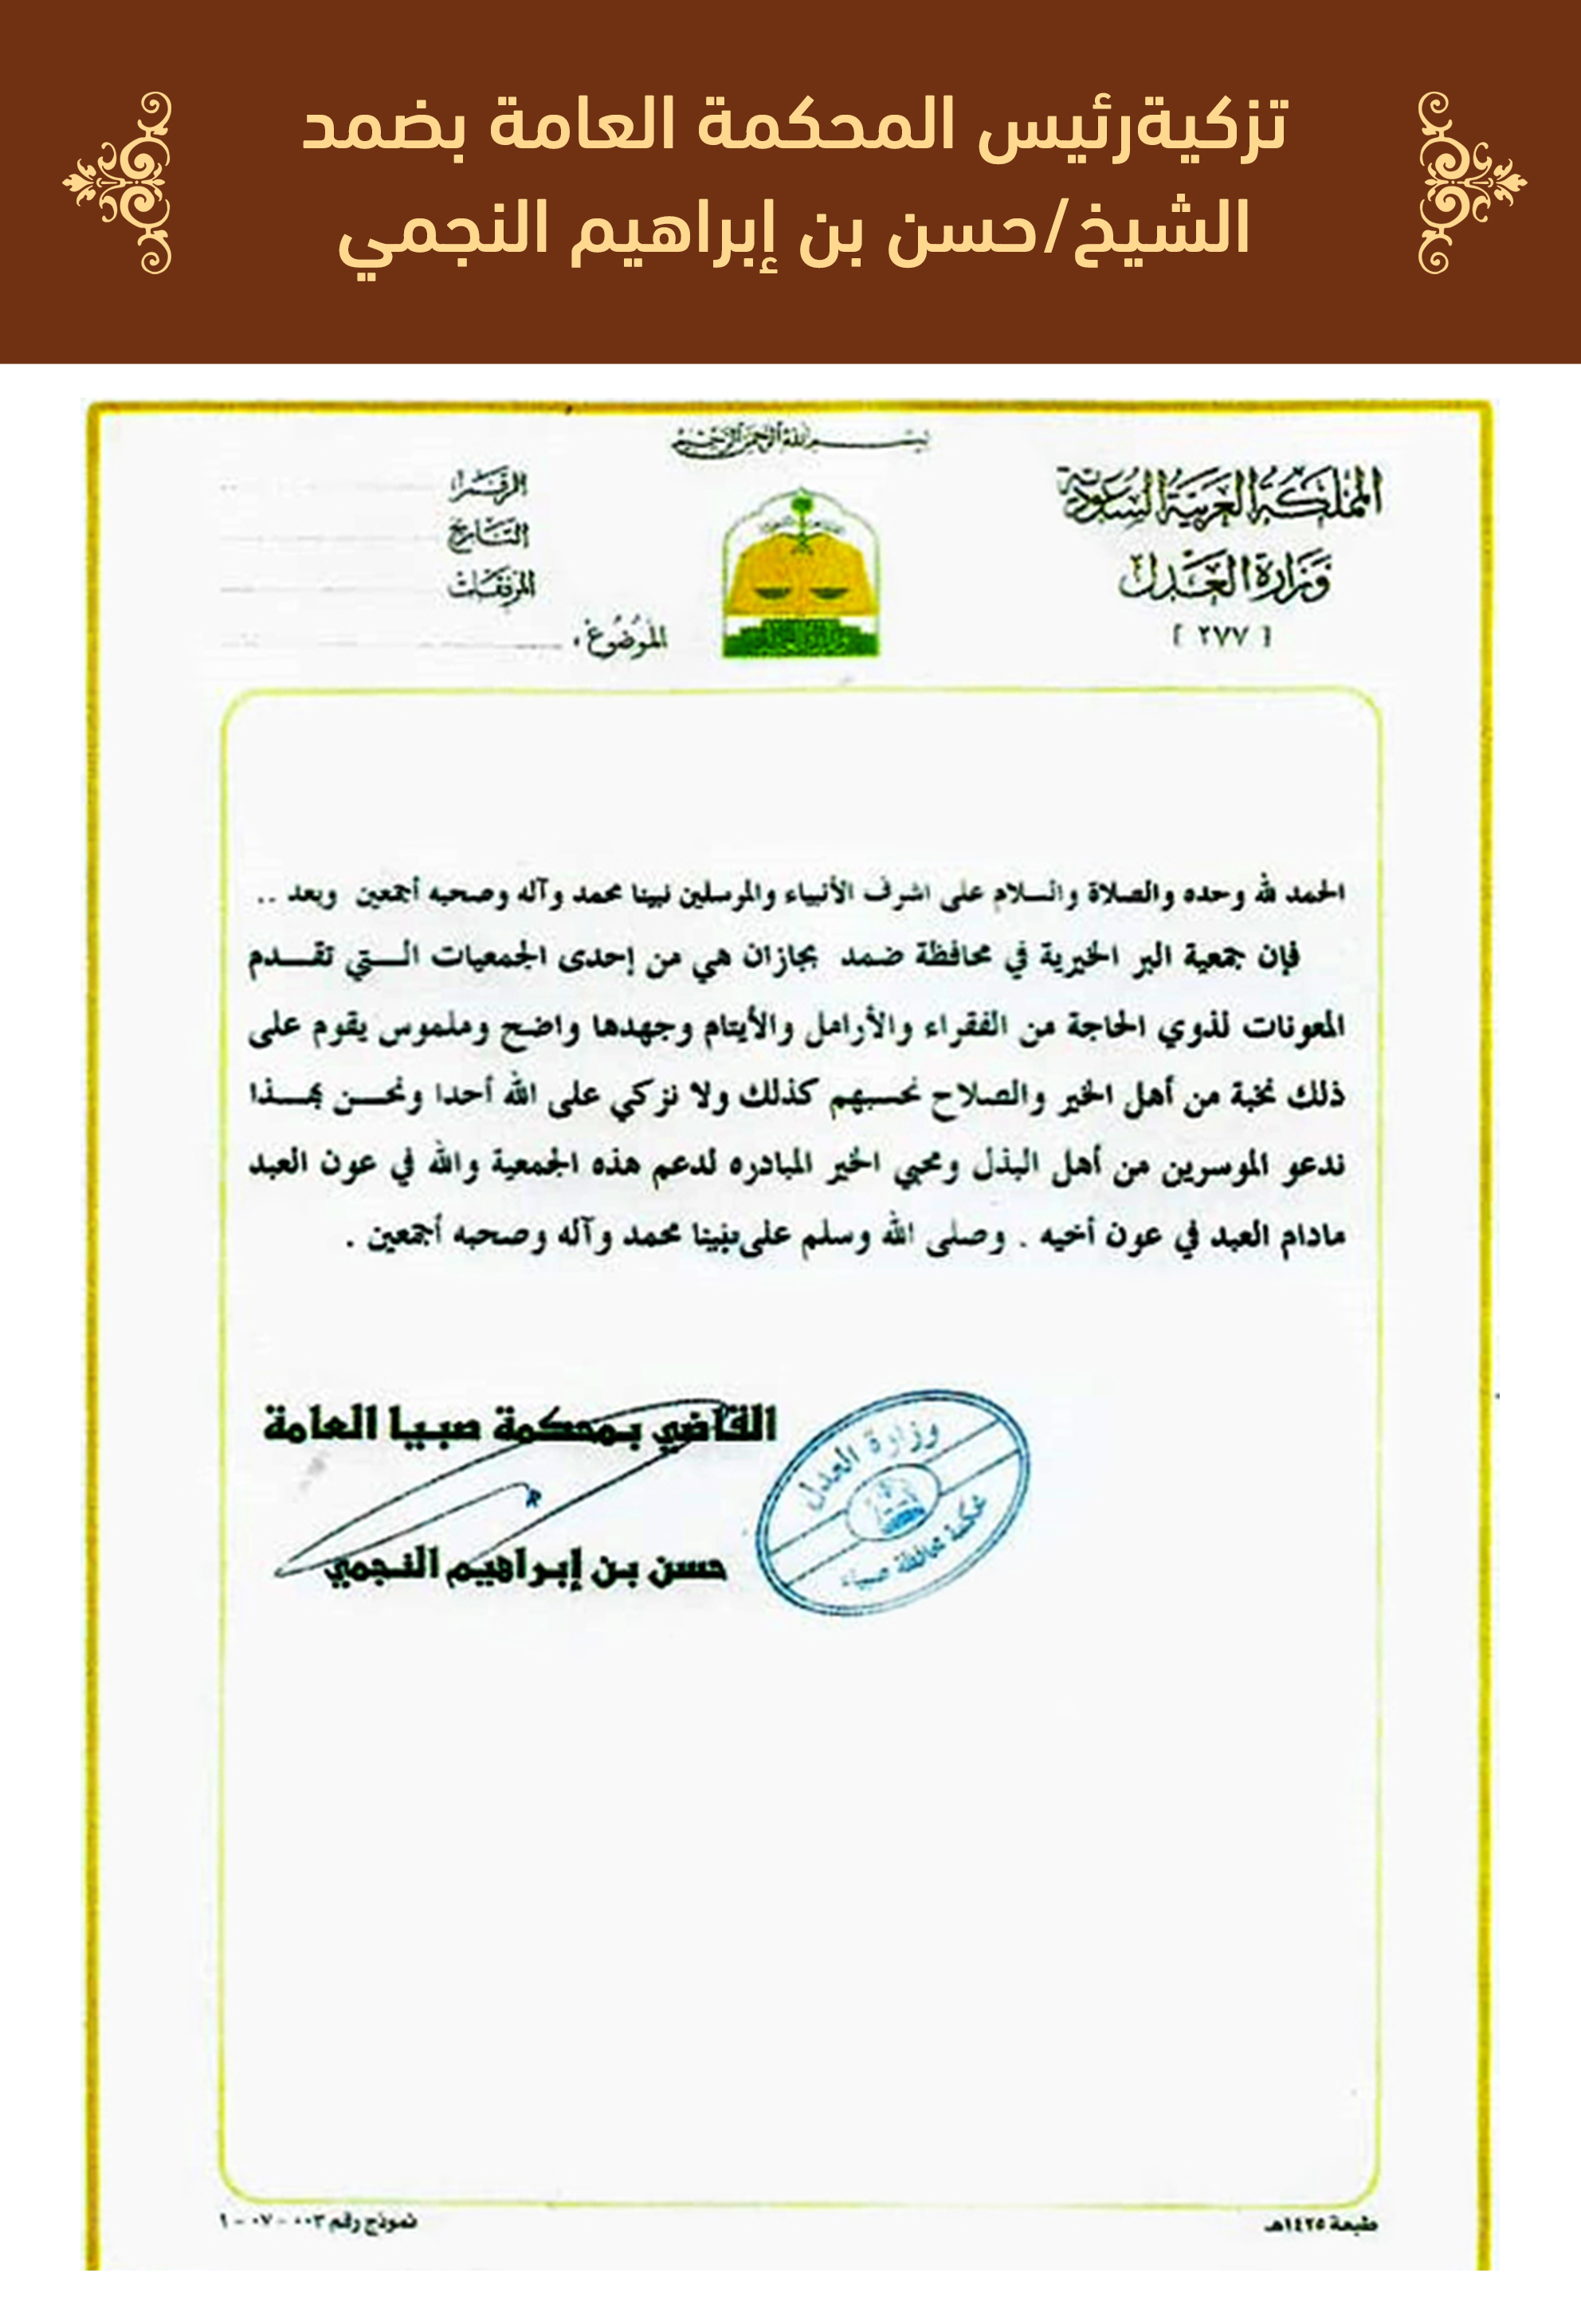 تزكيةرئيس المحكمة العامة بضمد
الشيخ/حسن بن إبراهيم النجمي
بسم الله الرحمن الرحيم
المملكة العربية السعودية
وزارة العدل
[ ٢٧٧ ]
الرقم
التاريخ
المرفقات
الموضوع :
الحمد لله وحده والصلاة والسلام على اشرف الأنبياء والمرسلين نبينا محمد وآله وصحبه أجمعين وبعد ..
فإن جمعية البر الخيرية في محافظة ضمد بجازان هي من إحدى الجمعيات الـــتي تقـــدم
المعونات لذوي الحاجة من الفقراء والأرامل والأيتام وجهدها واضح وملموس يقوم على
ذلك نخبة من أهل الخير والصلاح نحسبهم كذلك ولا نزكي على الله أحدا ونحـــن بهـــذا
ندعو الموسرين من أهل البذل ومحبي الخير المبادره لدعم هذه الجمعية والله في عون العبد
مادام العبد في عون أخيه . وصلى الله وسلم على نبينا محمد وآله وصحبه أجمعين .
القاضي بمحكمة صبيا العامة
حسن بن إبراهيم النجمي
وزارة العدل
محكمة محافظة صبياء
طبعة ١٤٢٥هـ
نموذج رقم ٠٠٣ - ٠٧ - ١